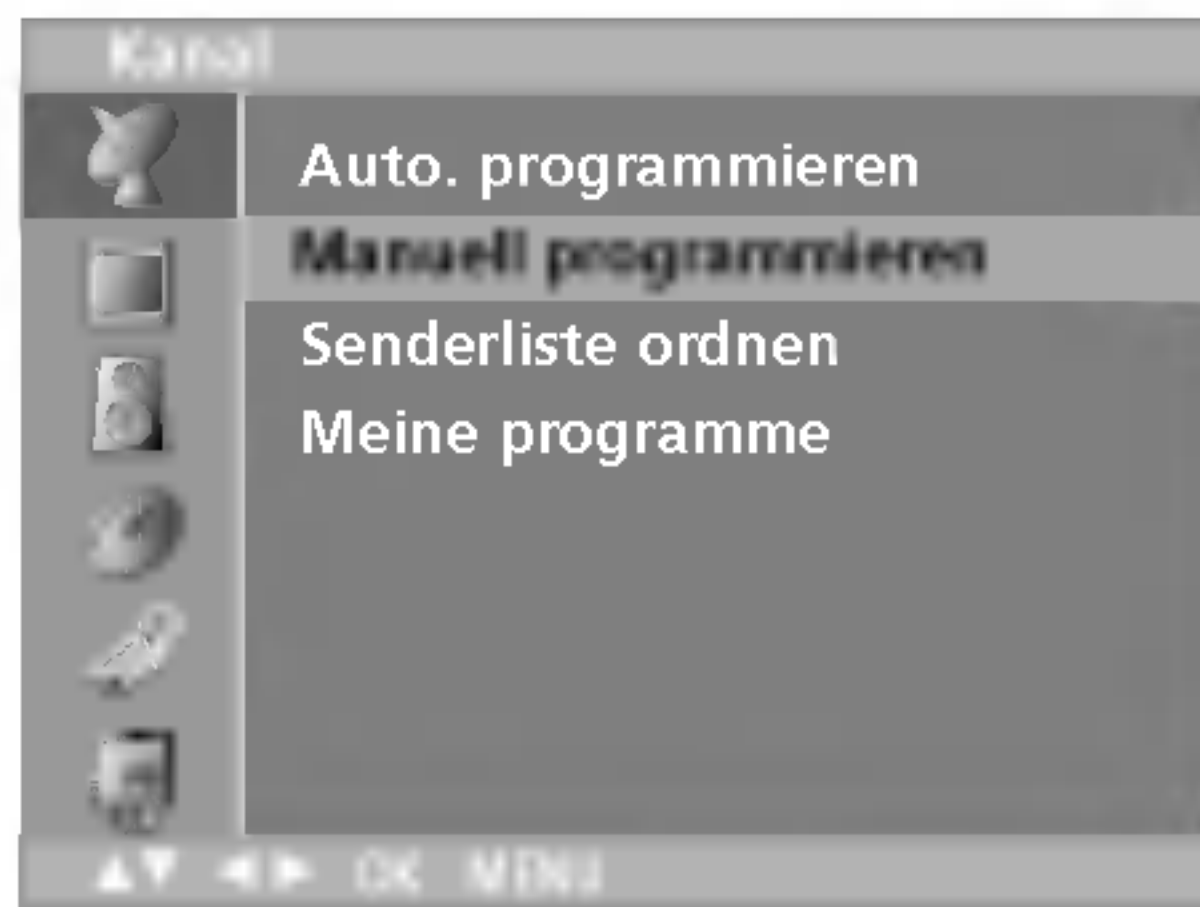 Kanal
Auto. programmieren
Manuell programmieren
Senderliste ordnen
Meine programme
▲▼ ◀▶ OK MENU